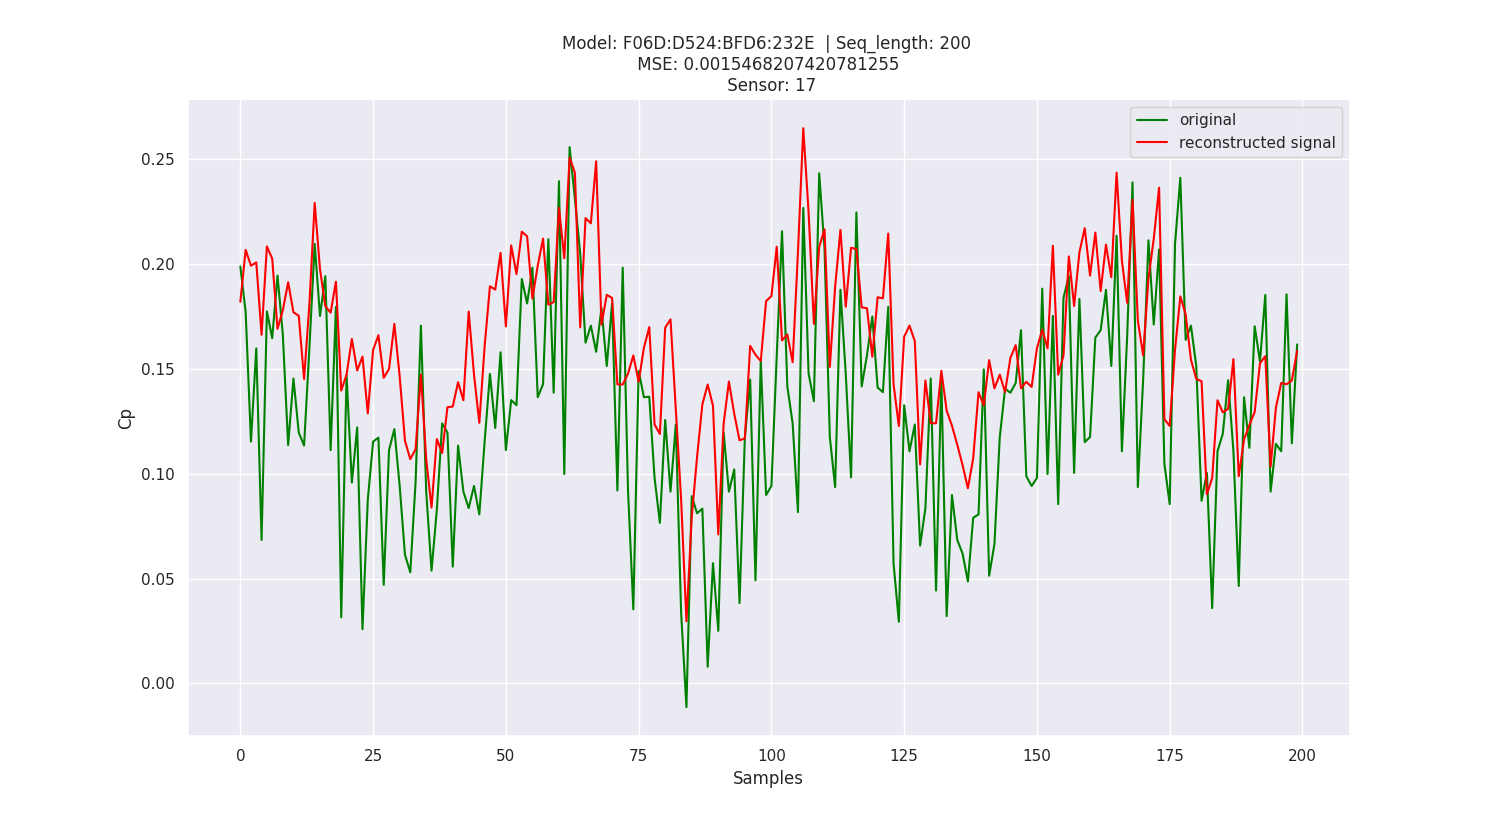 Model: F06D:D524:BFD6:232E | Seq_length: 200
MSE: 0.0015468207420781255
Sensor: 17
original
reconstructed signal
0.25
0.20
0.15
0.10
0.05
0.00
Cp
0 25 50 75 100 125 150 175 200
Samples